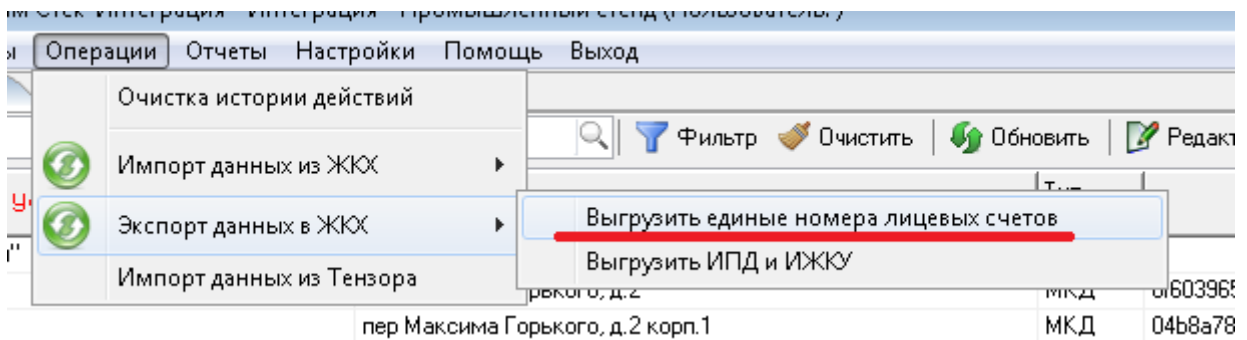 Операции Отчеты Настройки Помощь Выход
Очистка истории действий
Фильтр Очистить Обновить
Импорт данных из ЖКХ
Экспорт данных в ЖКХ
Выгрузить единые номера лицевых счетов
Выгрузить ИПД и ИЖКУ
Импорт данных из Тензора
д.2 МКД
пер Максима Горького, д.2 корп.1 МКД 04b8a78